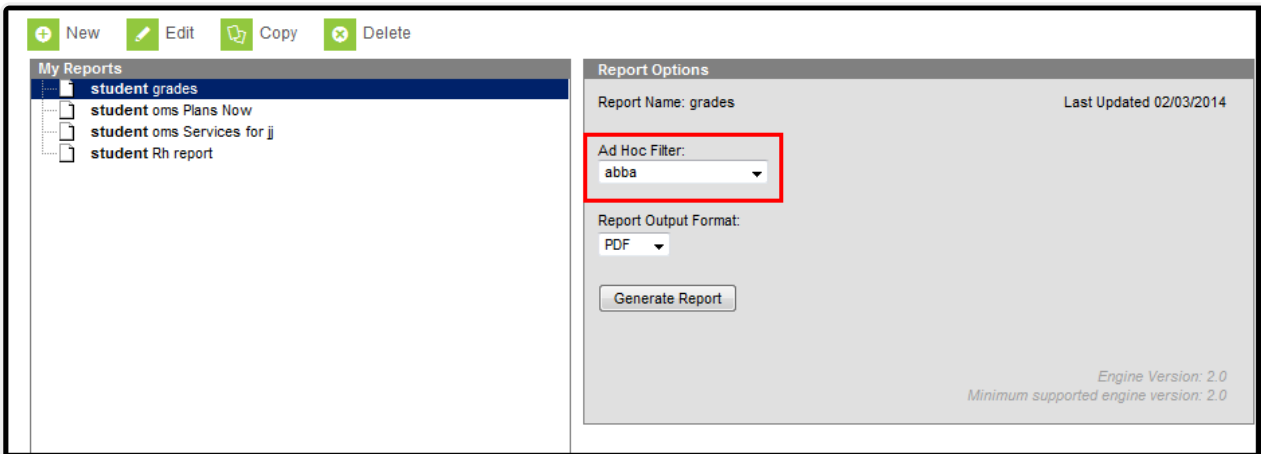 New Edit Copy Delete
My Reports
student grades
student oms Plans Now
student oms Services for jj
student Rh report
Report Options
Report Name: grades Last Updated 02/03/2014
Ad Hoc Filter:
abba
Report Output Format:
PDF
Generate Report
Engine Version: 2.0
Minimum supported engine version: 2.0